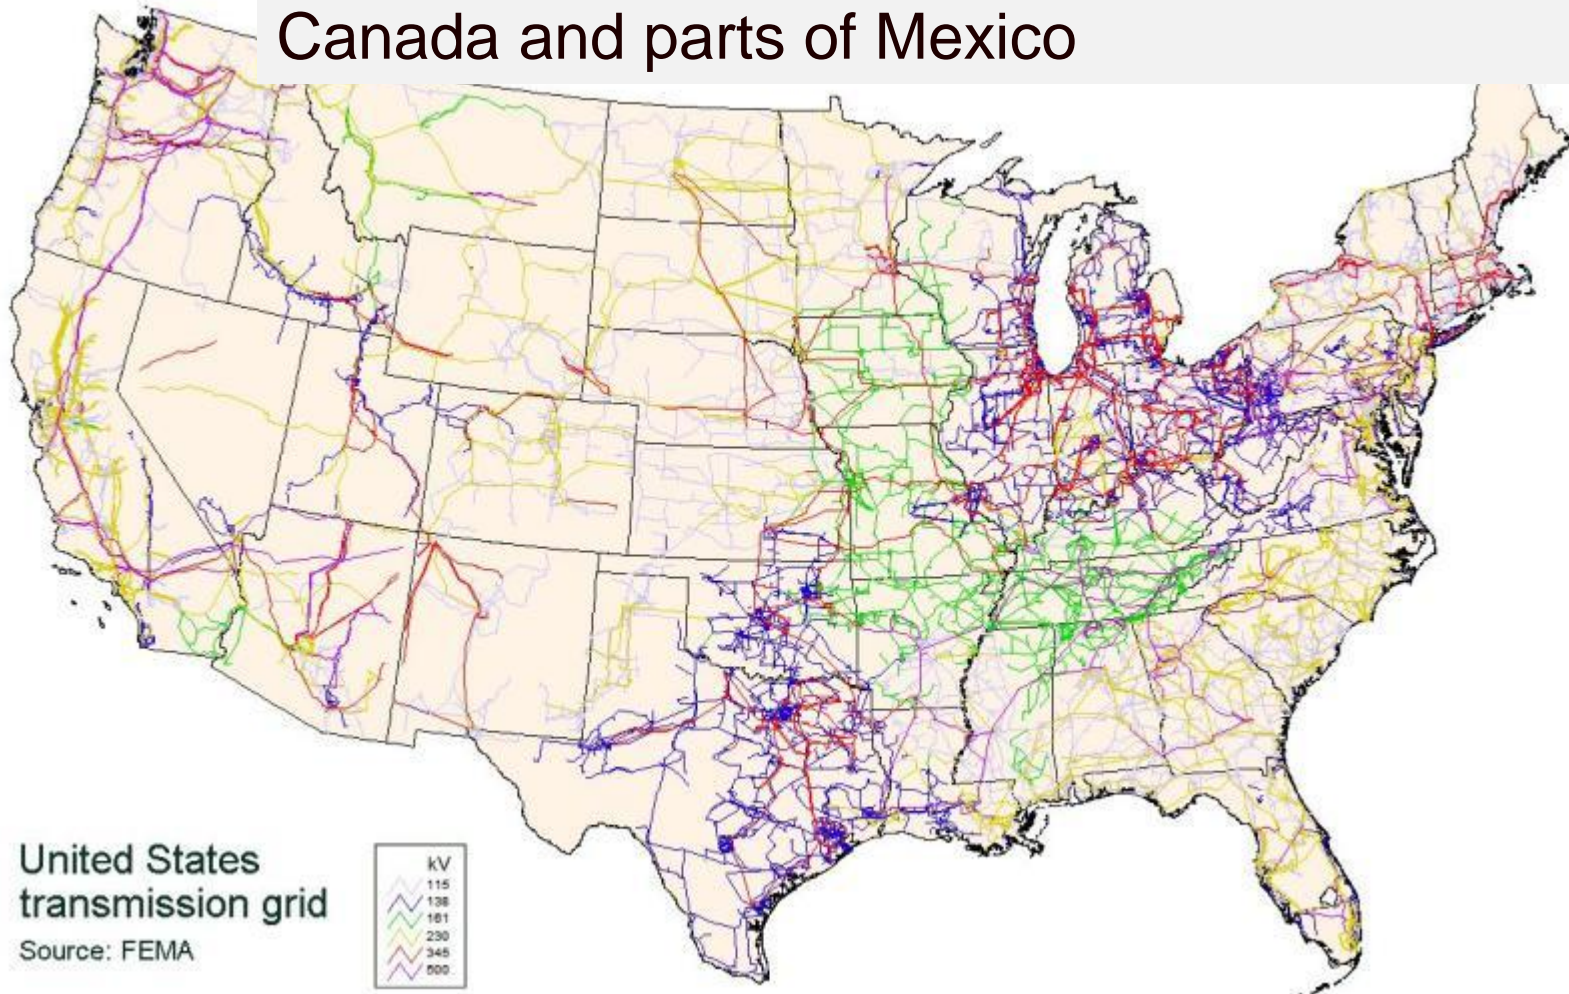 Canada and parts of Mexico
United States
transmission grid
Source: FEMA
kV
115
138
161
230
345
500